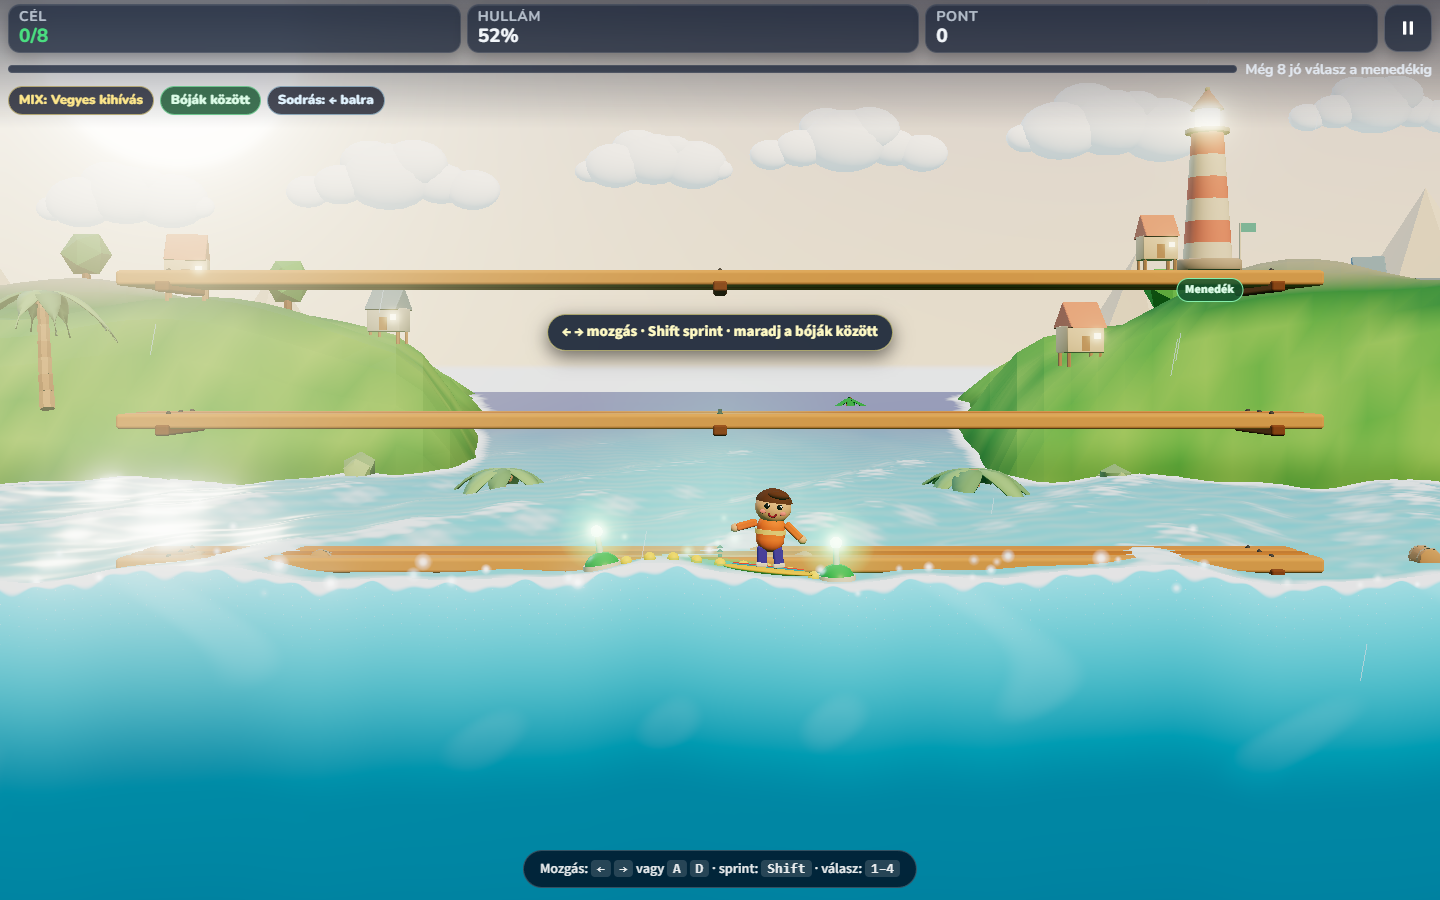 CÉL
0/8
HULLÁM
52%
PONT
0
Még 8 jó válasz a menedékig
MIX: Vegyes kihívás
Bóják között
Sodrás: ← balra
Menedék
← → mozgás · Shift sprint · maradj a bóják között
Mozgás: ← → vagy A D · sprint: Shift · válasz: 1–4